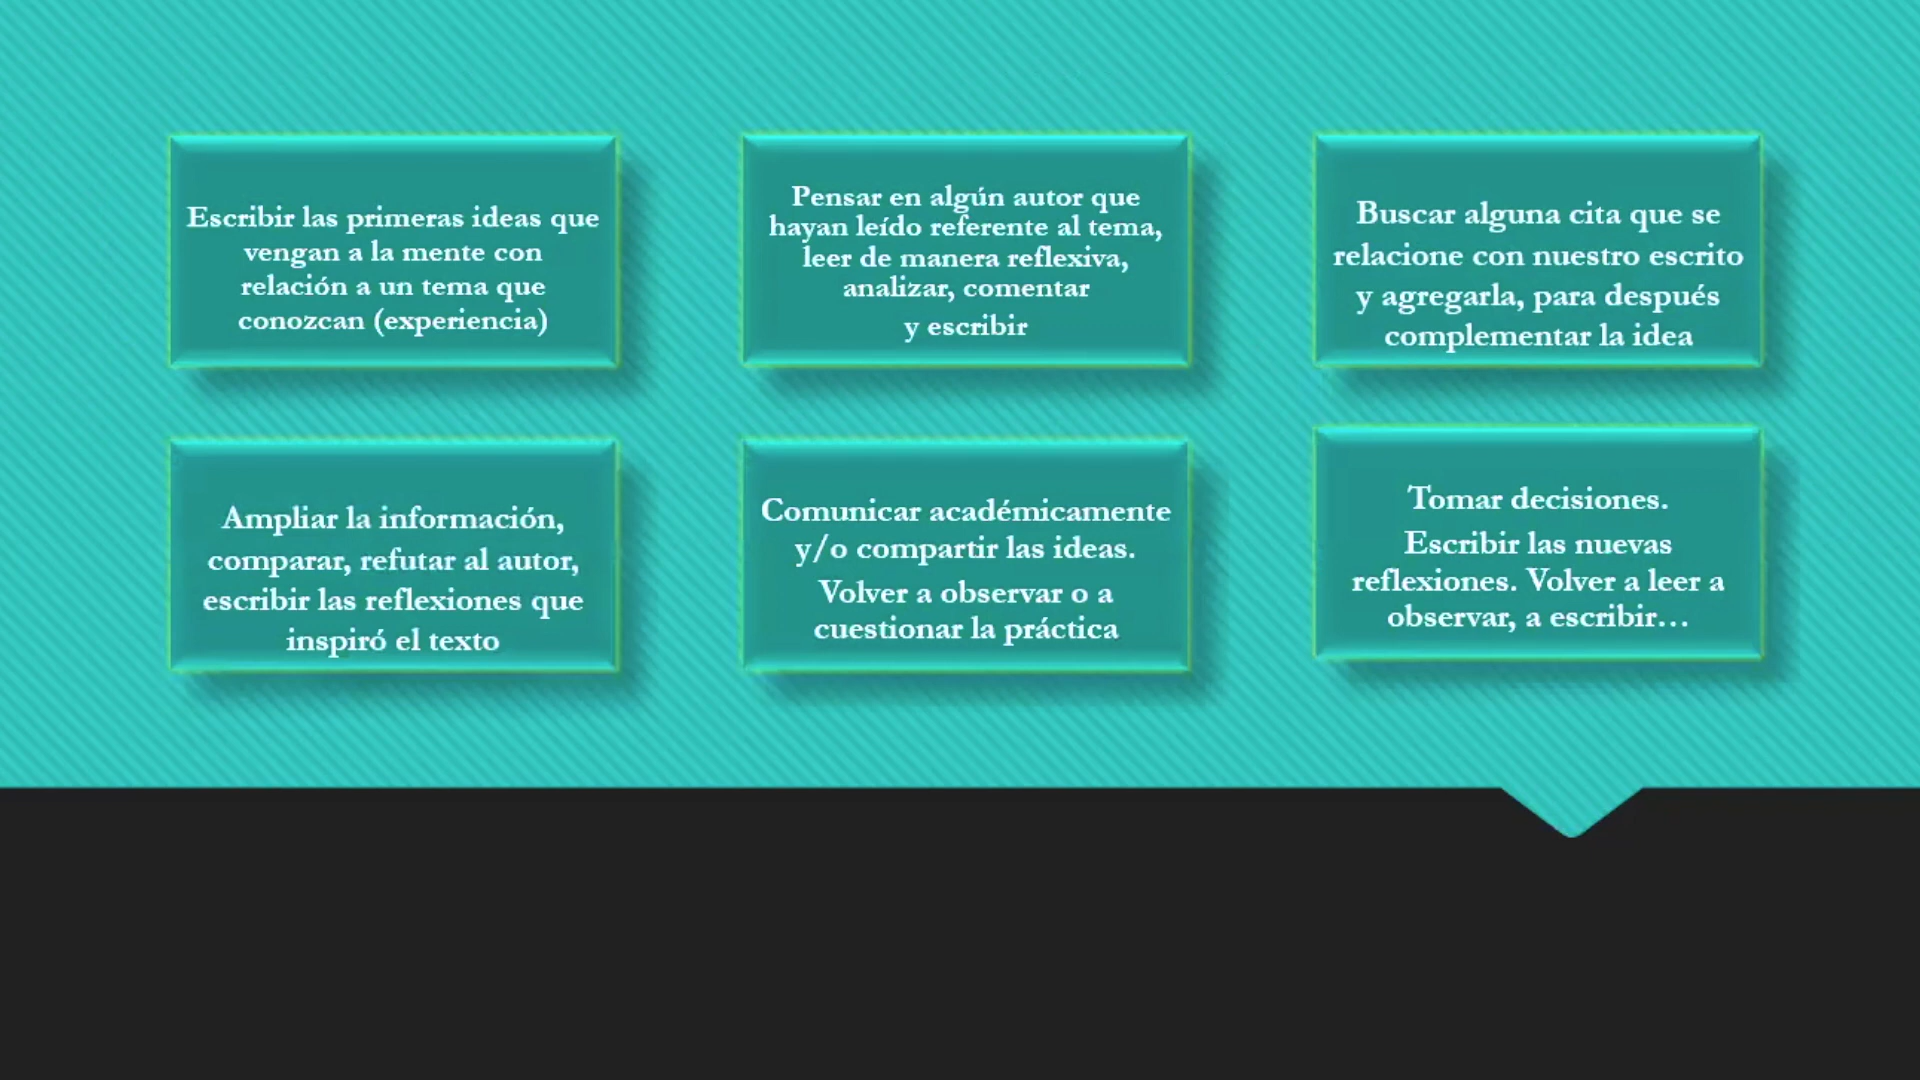 Escribir las primeras ideas que
vengan a la mente con
relación a un tema que
conozcan (experiencia)
Pensar en algún autor que
hayan leído referente al tema,
leer de manera reflexiva,
analizar, comentar
y escribir
Buscar alguna cita que se
relacione con nuestro escrito
y agregarla, para después
complementar la idea
Ampliar la información,
comparar, refutar al autor,
escribir las reflexiones que
inspiró el texto
Comunicar académicamente
y/o compartir las ideas.
Volver a observar o a
cuestionar la práctica
Tomar decisiones.
Escribir las nuevas
reflexiones. Volver a leer a
observar, a escribir...